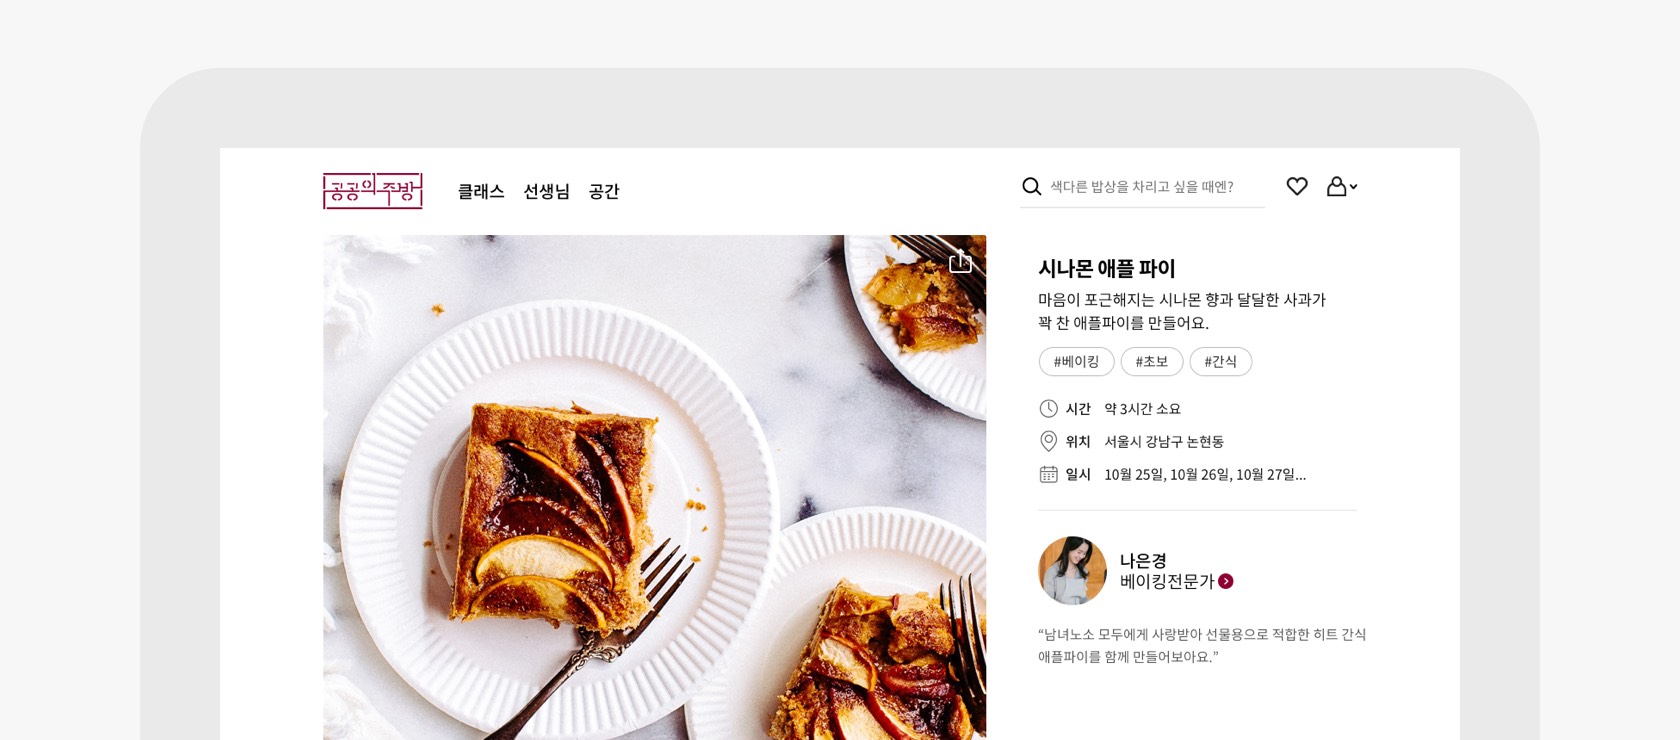 공공의주방
클래스 선생님 공간
색다른 밥상을 차리고 싶을 때엔?
시나몬 애플 파이
마음이 포근해지는 시나몬 향과 달달한 사과가
꽉 찬 애플파이를 만들어요.
#베이킹 #초보 #간식
시간 약 3시간 소요
위치 서울시 강남구 논현동
일시 10월 25일, 10월 26일, 10월 27일...
나은경
베이킹전문가
“남녀노소 모두에게 사랑받아 선물용으로 적합한 히트 간식
애플파이를 함께 만들어보아요.”